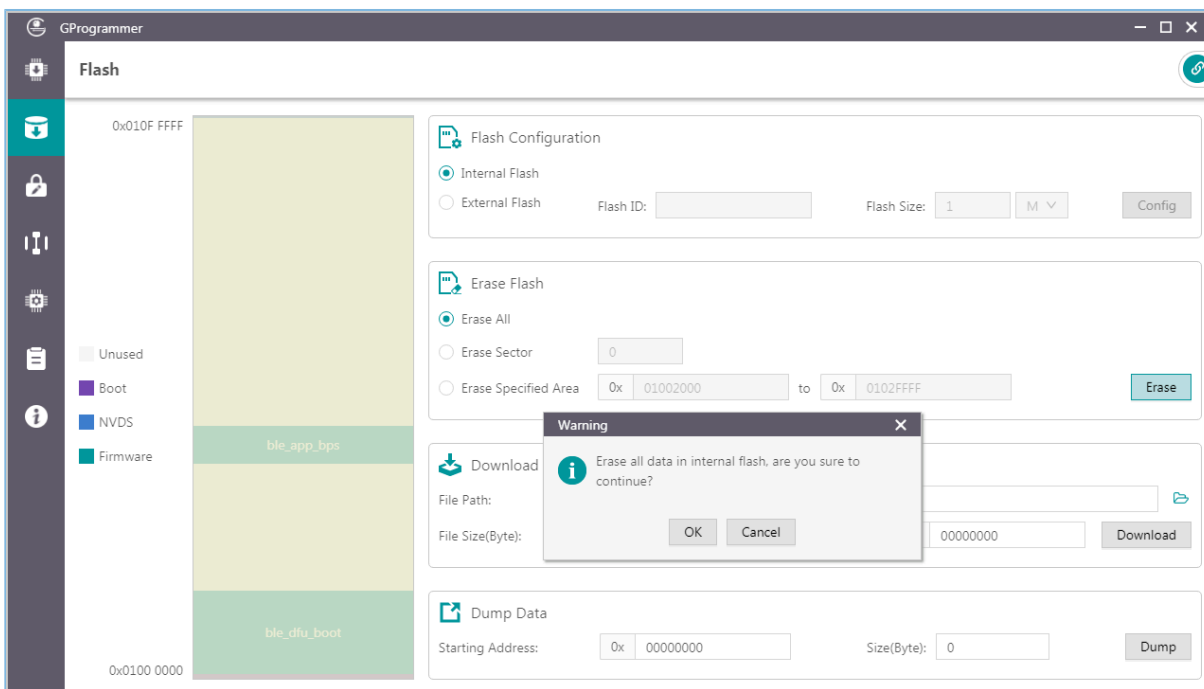 GProgrammer
Flash
0x010F FFFF
Unused
Boot
NVDS
Firmware
ble_app_bps
ble_dfu_boot
0x0100 0000
Flash Configuration
Internal Flash
External Flash Flash ID: Flash Size: 1 M Config
Erase Flash
Erase All
Erase Sector 0
Erase Specified Area 0x 01002000 to 0x 0102FFFF Erase
Warning
Erase all data in internal flash, are you sure to
continue?
OK Cancel
Download
File Path:
File Size(Byte): 00000000 Download
Dump Data
Starting Address: 0x 00000000 Size(Byte): 0 Dump